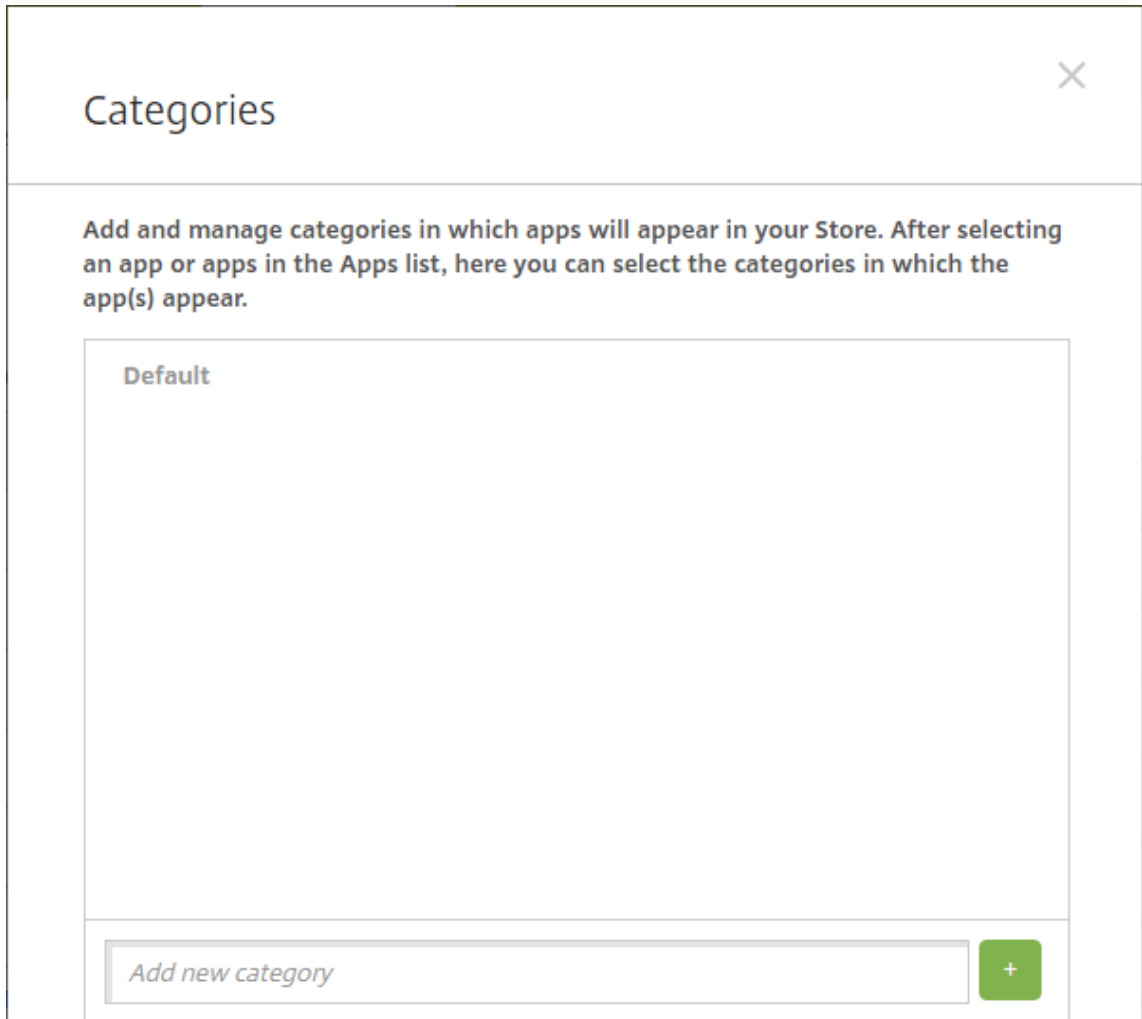 Categories
Add and manage categories in which apps will appear in your Store. After selecting
an app or apps in the Apps list, here you can select the categories in which the
app(s) appear.
Default
Add new category
+